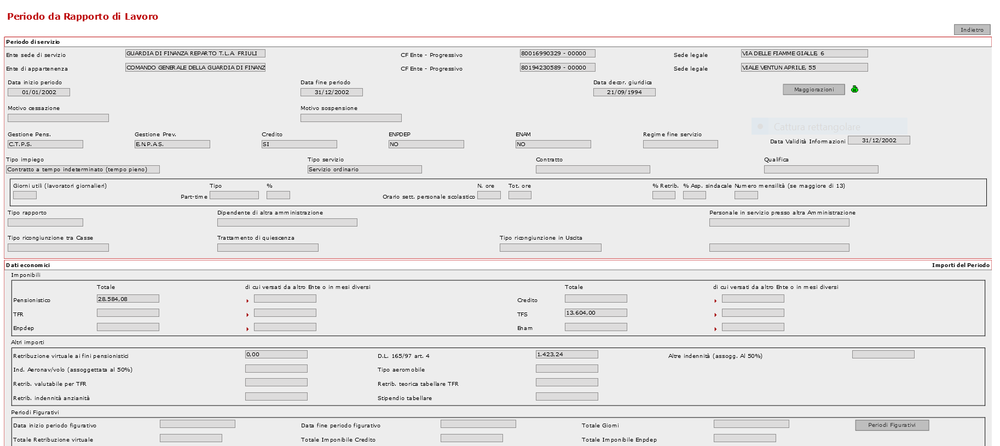 Periodo da Rapporto di Lavoro
Indietro
Periodo di servizio
Ente sede di servizio GUARDIA DI FINANZA REPARTO T.L.A. FRIULI CF Ente - Progressivo 80016990329 - 00000 Sede legale VIA DELLE FIAMME GIALLE, 6
Ente di appartenenza COMANDO GENERALE DELLA GUARDIA DI FINANZ CF Ente - Progressivo 80194230589 - 00000 Sede legale VIALE VENTUN APRILE, 55
Data inizio periodo Data fine periodo Data decor. giuridica
01/01/2002 31/12/2002 21/09/1994 Maggiorazioni
Motivo cessazione Motivo sospensione
Cattura rettangolare
Gestione Pens. Gestione Prev. Credito ENPDEP ENAM Regime fine servizio
C.T.P.S. E.N.P.A.S. SI NO NO Data Validità Informazioni 31/12/2002
Tipo impiego Tipo servizio Contratto Qualifica
Contratto a tempo indeterminato (tempo pieno) Servizio ordinario
Giorni utili (lavoratori giornalieri) Tipo % N. ore Tot. ore % Retrib. % Asp. sindacale Numero mensilità (se maggiore di 13)
Part-time Orario sett. personale scolastico
Tipo rapporto Dipendente di altra amministrazione Personale in servizio presso altra Amministrazione
Tipo ricongiunzione tra Casse Trattamento di quiescenza Tipo ricongiunzione in Uscita
Dati economici Importi del Periodo
Imponibili
Totale di cui versati da altro Ente o in mesi diversi Totale di cui versati da altro Ente o in mesi diversi
Pensionistico 28.584,08 Credito
TFR TFS 13.604,00
Enpdep Enam
Altri importi
Retribuzione virtuale ai fini pensionistici 0,00 D.L. 165/97 art. 4 1.423,24 Altre indennità (assogg. Al 50%)
Ind. Aeronav/volo (assoggettata al 50%) Tipo aeromobile
Retrib. valutabile per TFR Retrib. teorica tabellare TFR
Retrib. indennità anzianità Stipendio tabellare
Periodi Figurativi
Data inizio periodo figurativo Data fine periodo figurativo Totale Giorni Periodi Figurativi
Totale Retribuzione virtuale Totale Imponibile Credito Totale Imponibile Enpdep